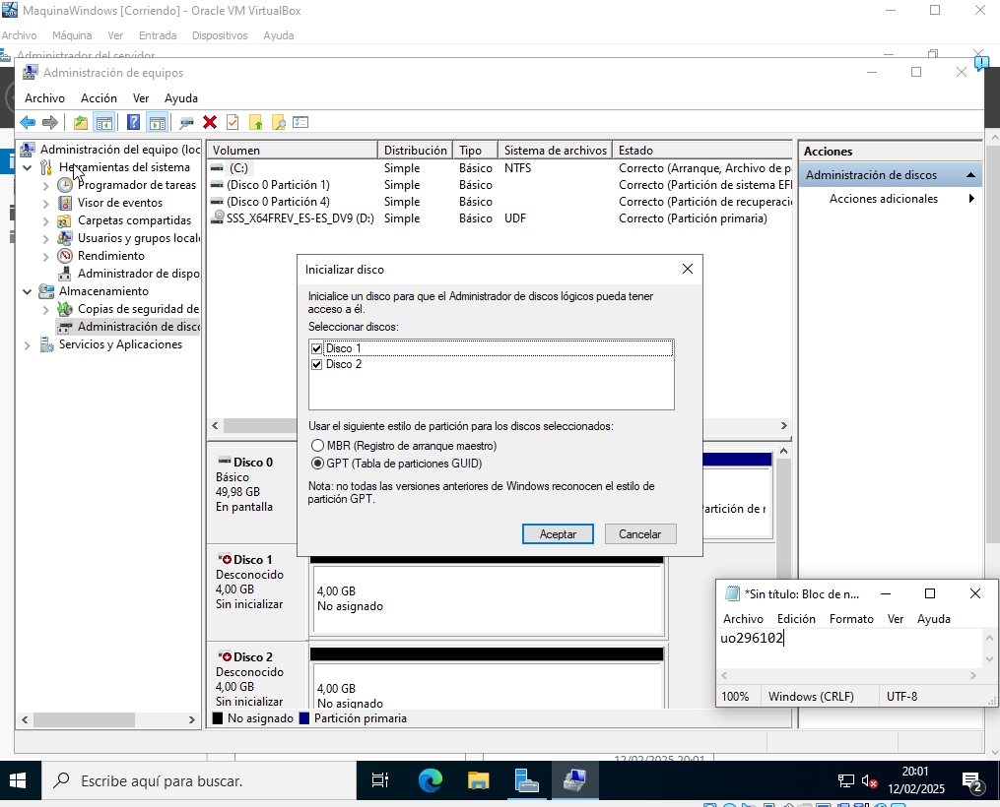 MaquinaWindows [Corriendo] - Oracle VM VirtualBox
Archivo Máquina Ver Entrada Dispositivos Ayuda
Administrador del servidor
Administración de equipos
Archivo Acción Ver Ayuda
Administración del equipo (loc
Herramientas del sistema
Programador de tareas
Visor de eventos
Carpetas compartidas
Usuarios y grupos locale
Rendimiento
Administrador de dispo
Almacenamiento
Copias de seguridad de
Administración de disco
Servicios y Aplicaciones
Volumen Distribución Tipo Sistema de archivos Estado
(C:) Simple Básico NTFS Correcto (Arranque, Archivo de p
(Disco 0 Partición 1) Simple Básico Correcto (Partición de sistema EFI
(Disco 0 Partición 4) Simple Básico Correcto (Partición de recuperació
SSS_X64FREV_ES-ES_DV9 (D:) Simple Básico UDF Correcto (Partición primaria)
Acciones
Administración de discos
Acciones adicionales
Inicializar disco
Inicialice un disco para que el Administrador de discos lógicos pueda tener
acceso a él.
Seleccionar discos:
Disco 1
Disco 2
Usar el siguiente estilo de partición para los discos seleccionados:
MBR (Registro de arranque maestro)
GPT (Tabla de particiones GUID)
Nota: no todas las versiones anteriores de Windows reconocen el estilo de
partición GPT.
Aceptar Cancelar
Disco 0
Básico
49,98 GB
En pantalla
artición de r
Disco 1
Desconocido
4,00 GB
Sin inicializar
4,00 GB
No asignado
Disco 2
Desconocido
4,00 GB
Sin inicializar
4,00 GB
No asignado
No asignado Partición primaria
*Sin título: Bloc de n...
Archivo Edición Formato Ver Ayuda
uo296102
100% Windows (CRLF) UTF-8
12/02/2025 20:01
Escribe aquí para buscar.
20:01
12/02/2025
2